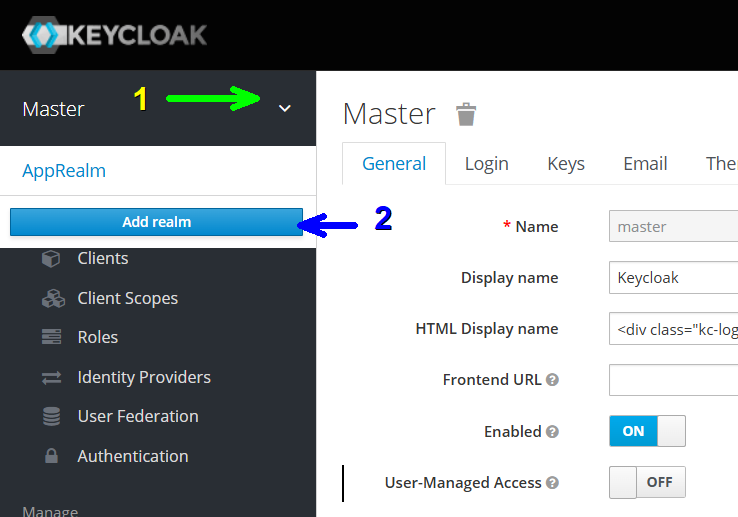 KEYCLOAK
Master
1
AppRealm
Add realm
2
Clients
Client Scopes
Roles
Identity Providers
User Federation
Authentication
Manage
Master
General Login Keys Email
* Name master
Display name Keycloak
HTML Display name <div class="kc-log
Frontend URL
Enabled ON
User-Managed Access OFF